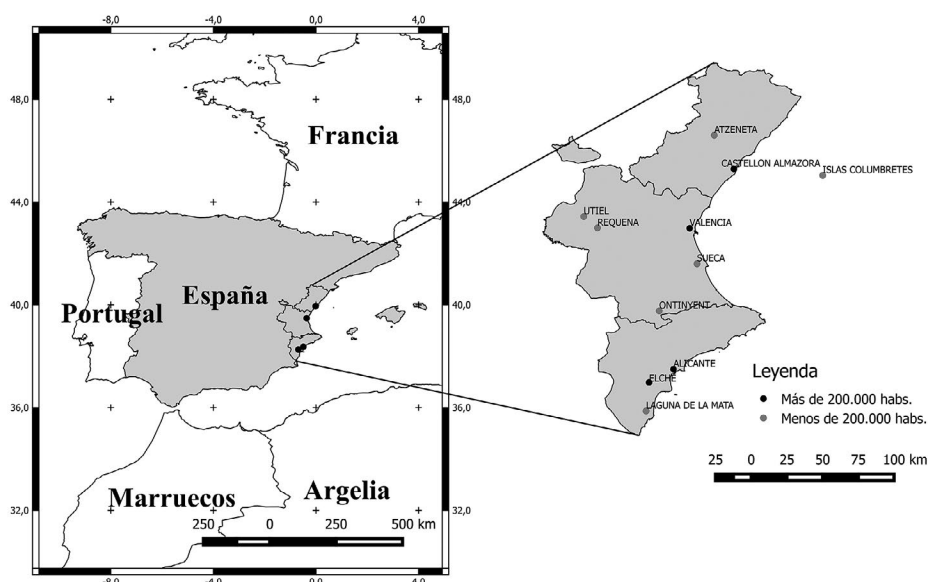 -8,0 -4,0 0,0 4,0
48,0 48,0
44,0 44,0
40,0 40,0
36,0 36,0
32,0 32,0
-8,0 -4,0 0,0 4,0
Francia
España
Portugal
Marruecos
Argelia
250 0 250 500 km
ATZENETA
CASTELLON ALMAZORA
ISLAS COLUMBRETES
UTIEL
REQUENA
VALENCIA
SUECA
ONTINYENT
ALICANTE
ELCHE
LAGUNA DE LA MATA
Leyenda
Más de 200.000 habs.
Menos de 200.000 habs.
25 0 25 50 75 100 km